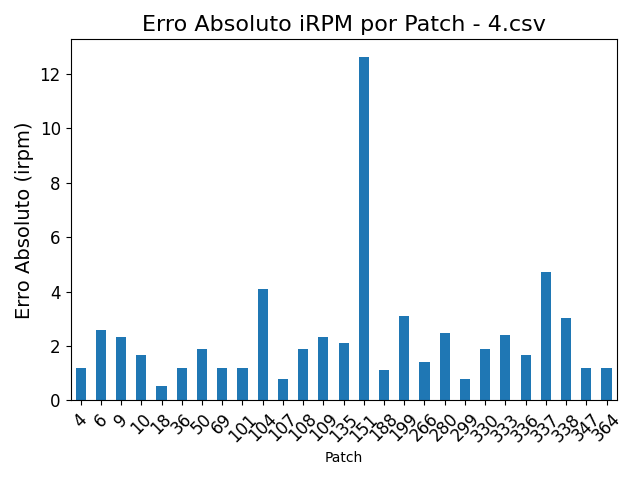 Erro Absoluto iRPM por Patch - 4.csv
Erro Absoluto (irpm)
12
10
8
6
4
2
0
4 6 9 10 18 36 50 69 101 104 107 108 109 135 151 188 199 266 280 299 330 333 336 337 338 347 364
Patch